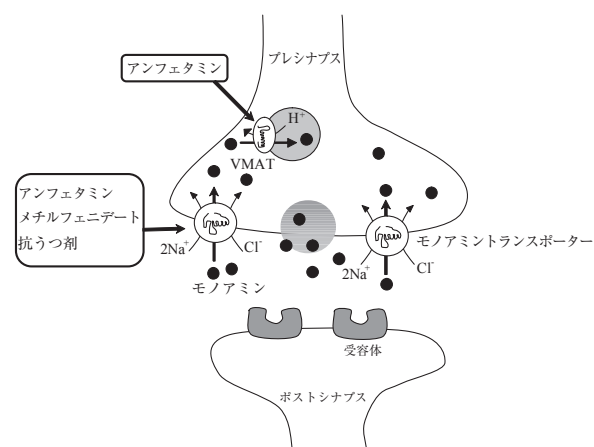 プレシナプス
アンフェタミン
H⁺
VMAT
アンフェタミン
メチルフェニデート
抗うつ剤
2Na⁺
Cl⁻
モノアミン
モノアミントランスポーター
2Na⁺
Cl⁻
受容体
ポストシナプス